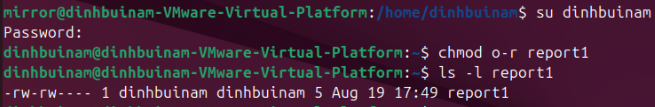 mirror@dinhbuinam-VMware-Virtual-Platform:/home/dinhbuinam$ su dinhbuinam
Password:
dinhbuinam@dinhbuinam-VMware-Virtual-Platform:~$ chmod o-r report1
dinhbuinam@dinhbuinam-VMware-Virtual-Platform:~$ ls -l report1
-rw-rw---- 1 dinhbuinam dinhbuinam 5 Aug 19 17:49 report1